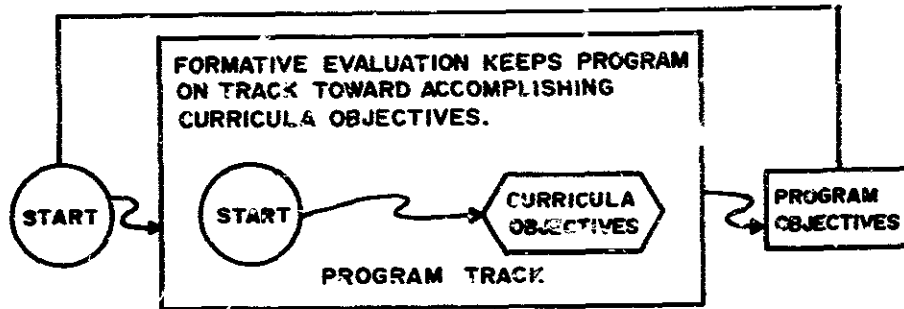 FORMATIVE EVALUATION KEEPS PROGRAM
ON TRACK TOWARD ACCOMPLISHING
CURRICULA OBJECTIVES.
START
START
CURRICULA
OBJECTIVES
PROGRAM
OBJECTIVES
PROGRAM TRACK